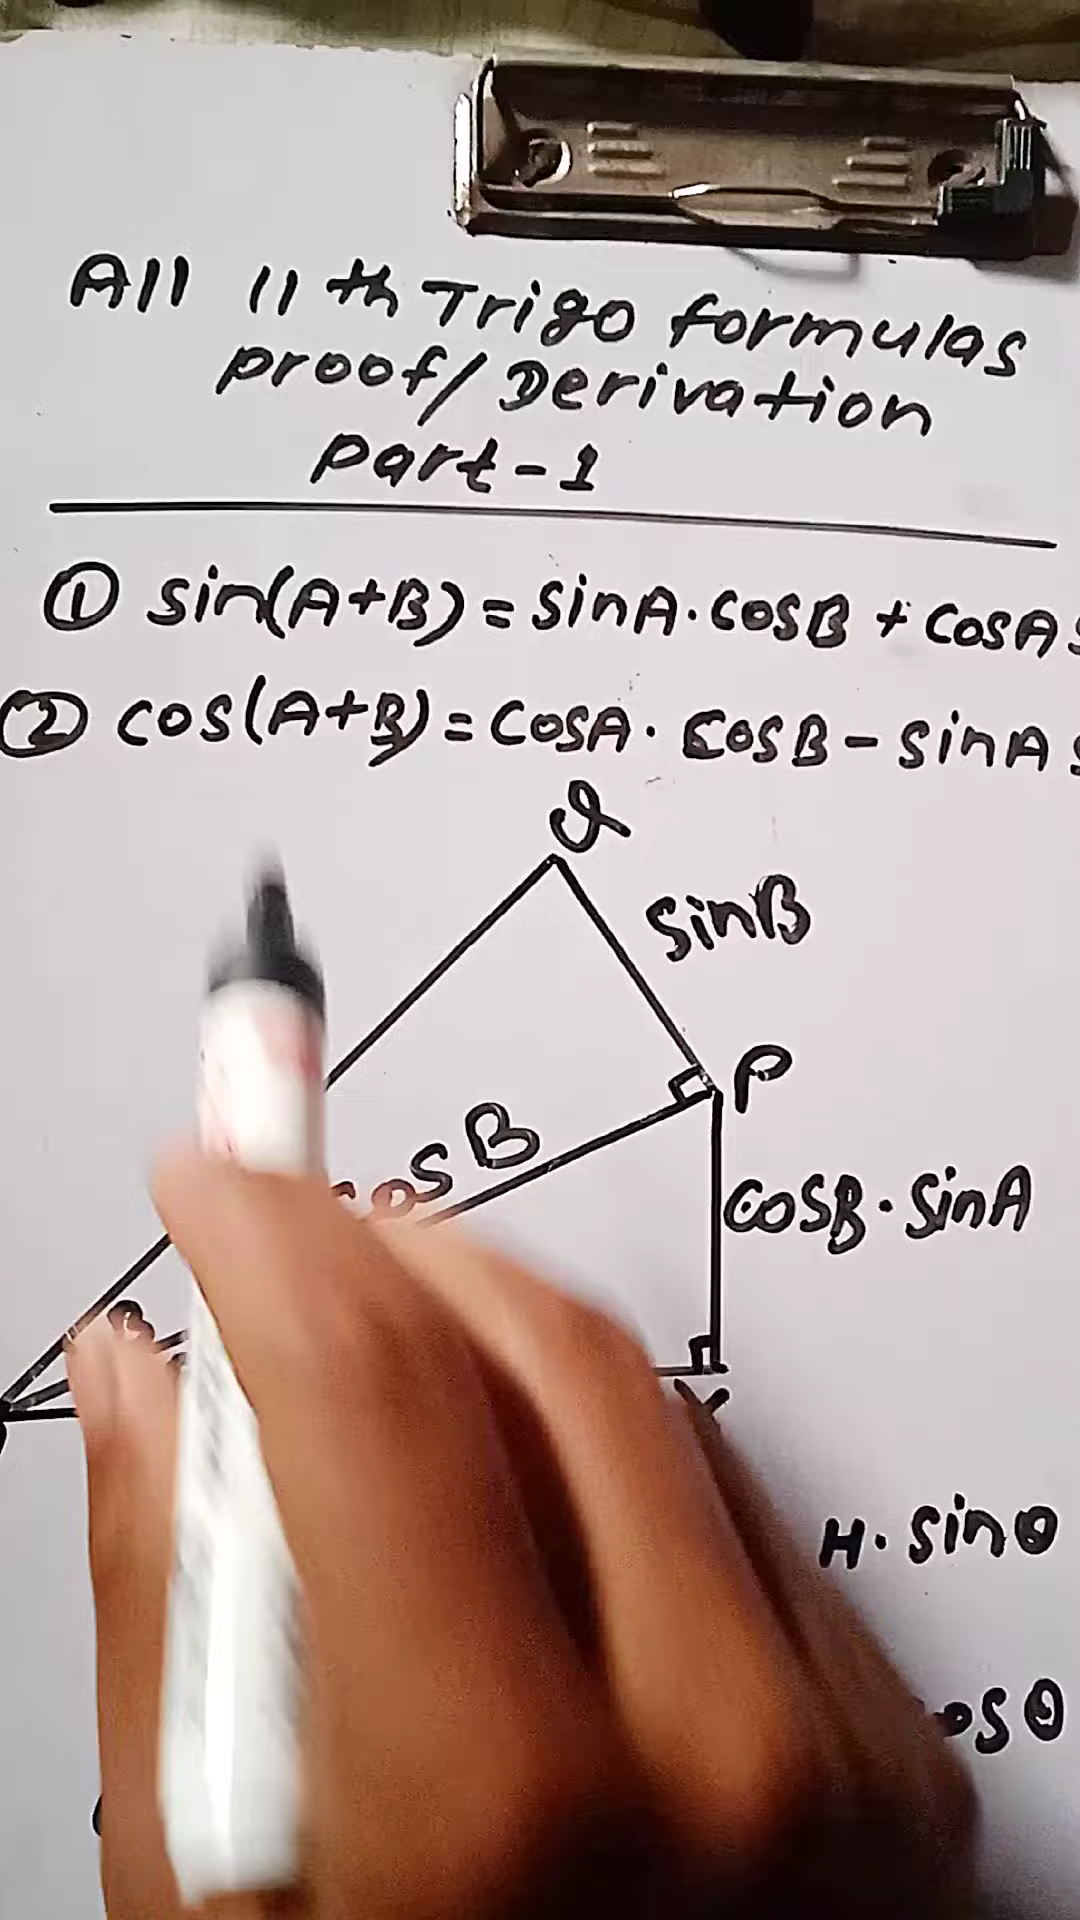 All 11th Trigo formulas
proof/Derivation
part-1
① sin(A+B)=sinA.cosB + cosA
② cos(A+B)=cosA. cosB - sinA
Q
sinB
P
cosB
cosB.sinA
B
H. sinθ
osθ